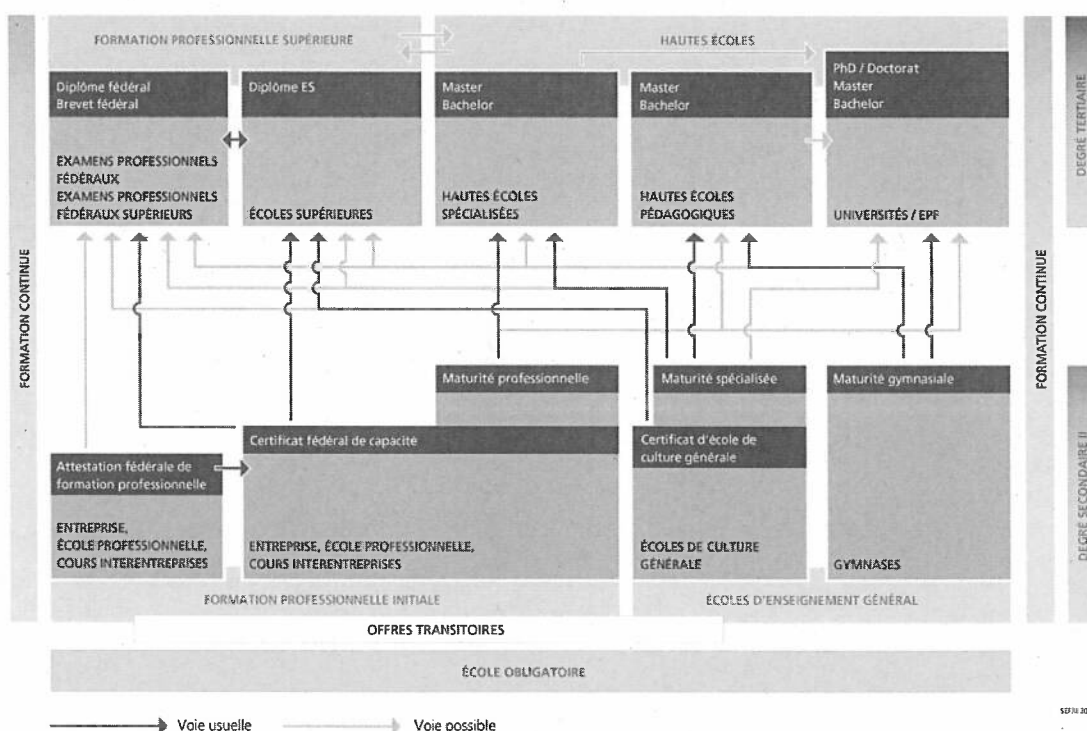 FORMATION PROFESSIONNELLE SUPÉRIEURE
HAUTES ÉCOLES
Diplôme fédéral
Brevet fédéral
EXAMENS PROFESSIONNELS
FÉDÉRAUX
EXAMENS PROFESSIONNELS
FÉDÉRAUX SUPÉRIEURS
Diplôme ES
ÉCOLES SUPÉRIEURES
Master
Bachelor
HAUTES ÉCOLES
SPÉCIALISÉES
Master
Bachelor
HAUTES ÉCOLES
PÉDAGOGIQUES
PhD / Doctorat
Master
Bachelor
UNIVERSITÉS / EPF
DEGRÉ TERTIAIRE
FORMATION CONTINUE
FORMATION CONTINUE
Maturité professionnelle
Maturité spécialisée
Maturité gymnasiale
Certificat fédéral de capacité
Certificat d'école de
culture générale
Attestation fédérale de
formation professionnelle
ENTREPRISE,
ÉCOLE PROFESSIONNELLE,
COURS INTERENTREPRISES
ENTREPRISE, ÉCOLE PROFESSIONNELLE,
COURS INTERENTREPRISES
ÉCOLES DE CULTURE
GÉNÉRALE
GYMNASES
DEGRÉ SECONDAIRE II
FORMATION PROFESSIONNELLE INITIALE
ÉCOLES D'ENSEIGNEMENT GÉNÉRAL
OFFRES TRANSITOIRES
ÉCOLE OBLIGATOIRE
Voie usuelle
Voie possible